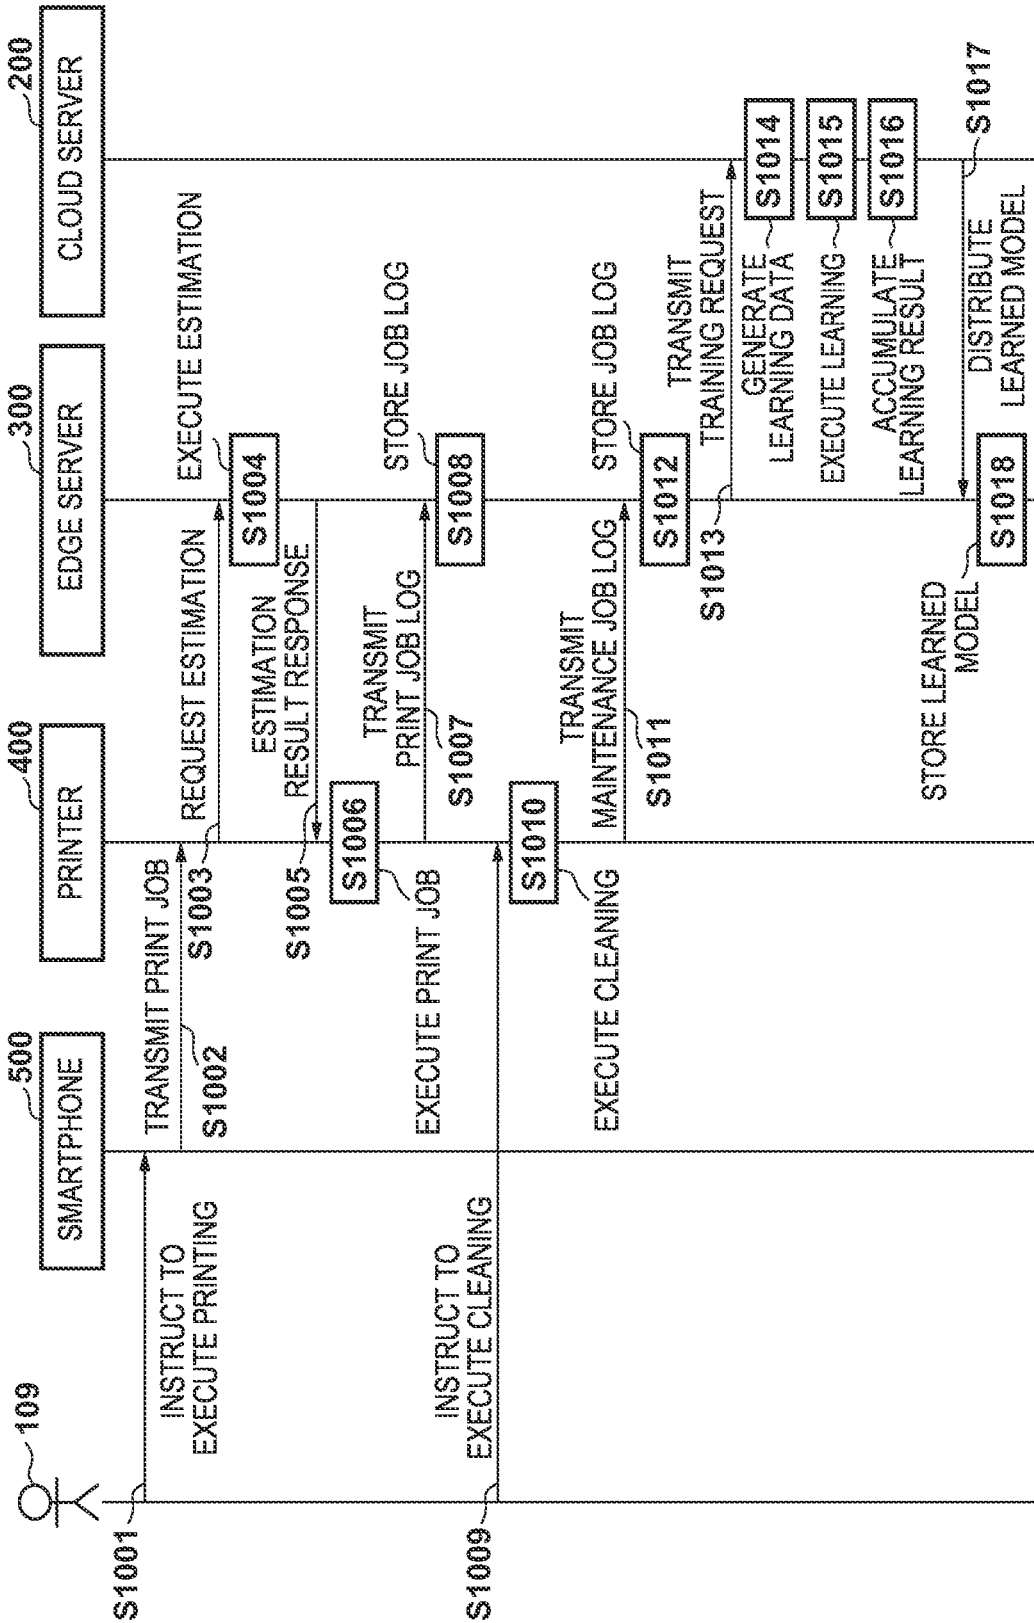 109
500
SMARTPHONE
400
PRINTER
300
EDGE SERVER
200
CLOUD SERVER
S1001
INSTRUCT TO
EXECUTE PRINTING
TRANSMIT PRINT JOB
S1002
S1003
REQUEST ESTIMATION
EXECUTE ESTIMATION
S1004
S1005
ESTIMATION
RESULT RESPONSE
S1006
EXECUTE PRINT JOB
TRANSMIT
PRINT JOB LOG
S1007
STORE JOB LOG
S1008
S1009
INSTRUCT TO
EXECUTE CLEANING
S1010
EXECUTE CLEANING
TRANSMIT
MAINTENANCE JOB LOG
S1011
STORE JOB LOG
S1012
S1013
TRANSMIT
TRAINING REQUEST
GENERATE
LEARNING DATA
S1014
EXECUTE LEARNING
S1015
ACCUMULATE
LEARNING RESULT
S1016
DISTRIBUTE
LEARNED MODEL
S1017
STORE LEARNED
MODEL
S1018